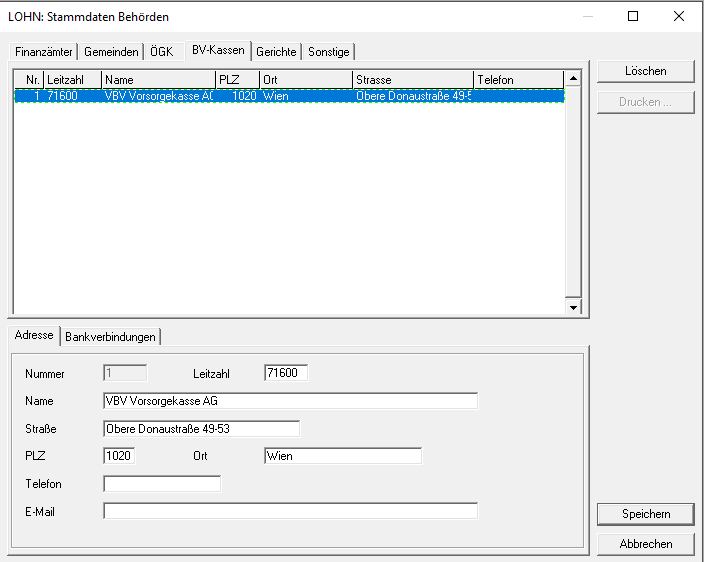 LOHN: Stammdaten Behörden
Finanzämter Gemeinden ÖGK BV-Kassen Gerichte Sonstige
Löschen
Drucken ...
Nr. Leitzahl Name PLZ Ort Strasse Telefon
1 71600 VBV Vorsorgekasse AG 1020 Wien Obere Donaustraße 49-5
Adresse Bankverbindungen
Nummer 1 Leitzahl 71600
Name VBV Vorsorgekasse AG
Straße Obere Donaustraße 49-53
PLZ 1020 Ort Wien
Telefon
E-Mail
Speichern
Abbrechen